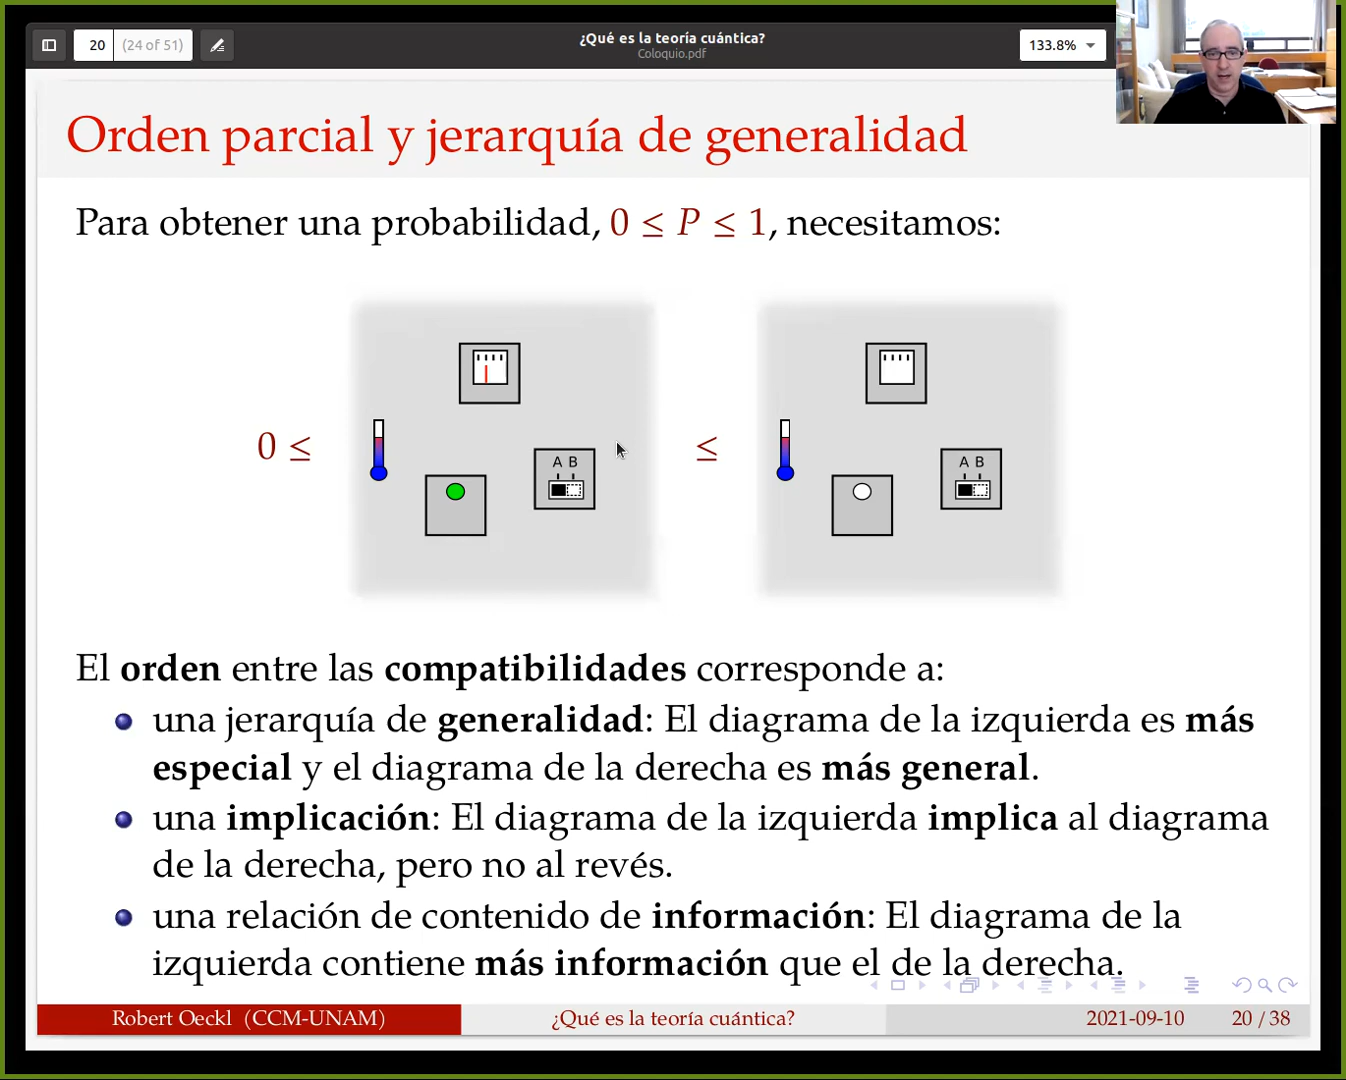 20 (24 of 51)
¿Qué es la teoría cuántica?
Coloquio.pdf
133.8%
Orden parcial y jerarquía de generalidad
Para obtener una probabilidad, 0 ≤ P ≤ 1, necesitamos:
0 ≤
A B
≤
A B
El orden entre las compatibilidades corresponde a:
una jerarquía de generalidad: El diagrama de la izquierda es más
especial y el diagrama de la derecha es más general.
una implicación: El diagrama de la izquierda implica al diagrama
de la derecha, pero no al revés.
una relación de contenido de información: El diagrama de la
izquierda contiene más información que el de la derecha.
Robert Oeckl (CCM-UNAM)
¿Qué es la teoría cuántica?
2021-09-10
20 / 38